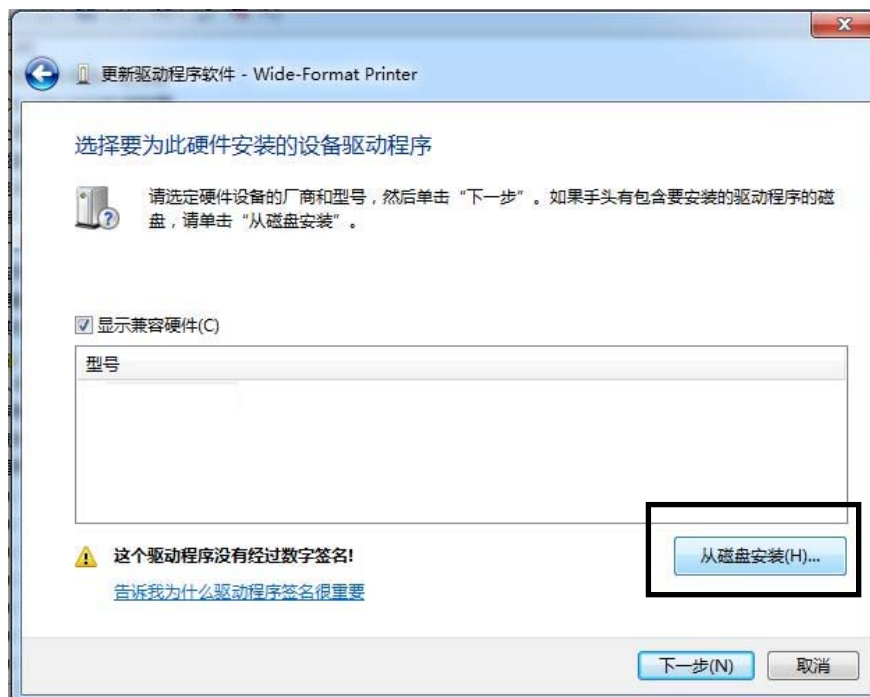 更新驱动程序软件 - Wide-Format Printer
选择要为此硬件安装的设备驱动程序
请选定硬件设备的厂商和型号，然后单击“下一步”。如果手头有包含要安装的驱动程序的磁
盘，请单击“从磁盘安装”。
显示兼容硬件(C)
型号
这个驱动程序没有经过数字签名!
从磁盘安装(H)...
告诉我为什么驱动程序签名很重要
下一步(N)
取消